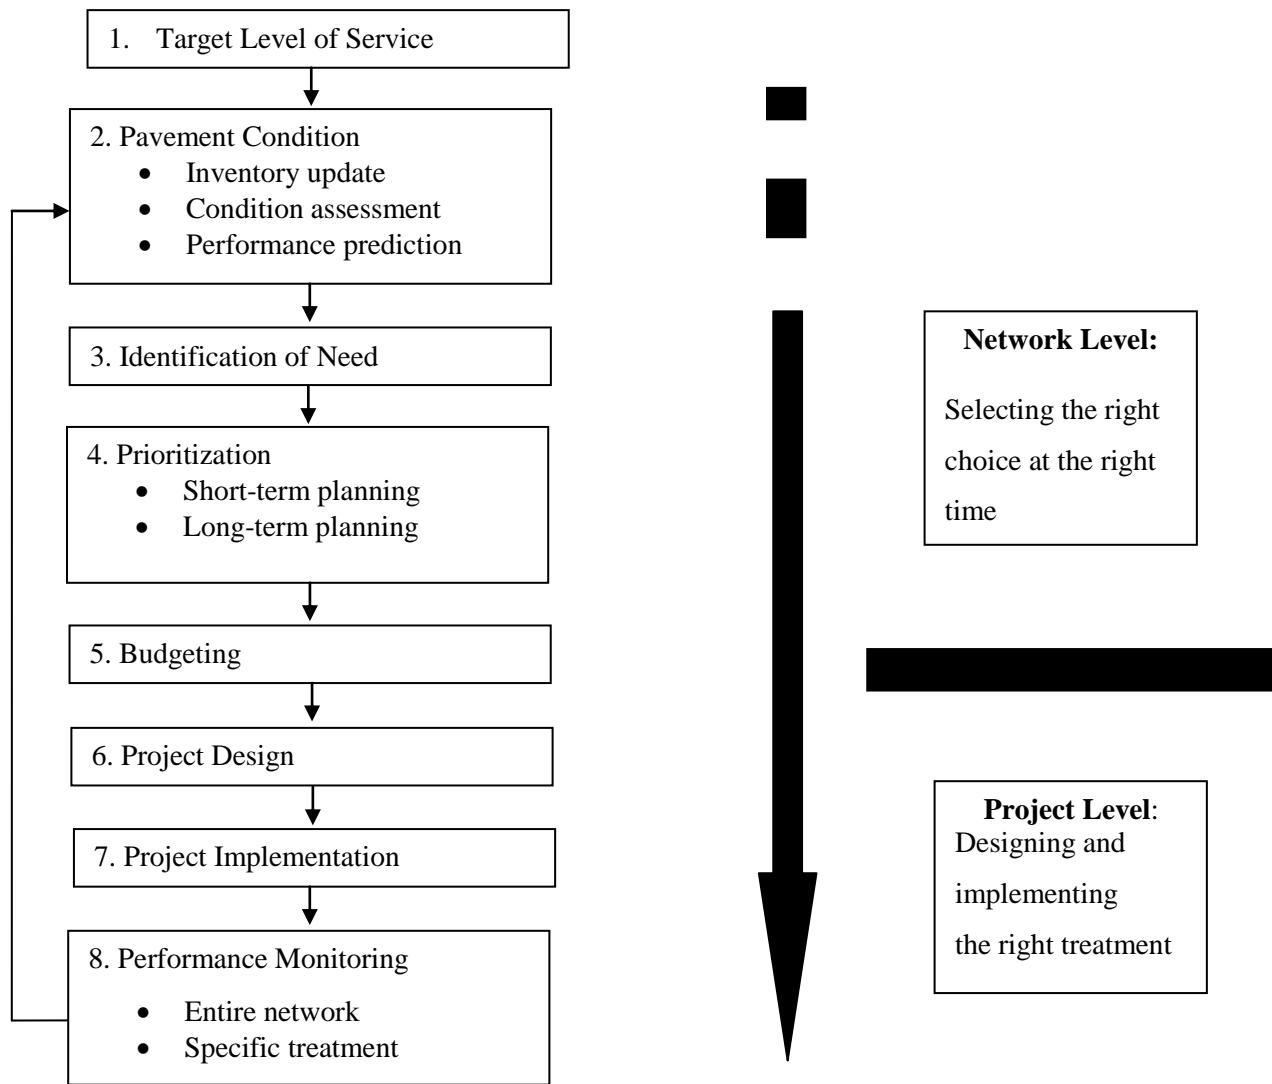 1. Target Level of Service
2. Pavement Condition
• Inventory update
• Condition assessment
• Performance prediction
3. Identification of Need
4. Prioritization
• Short-term planning
• Long-term planning
5. Budgeting
6. Project Design
7. Project Implementation
8. Performance Monitoring
• Entire network
• Specific treatment
Network Level:
Selecting the right
choice at the right
time
Project Level:
Designing and
implementing
the right treatment